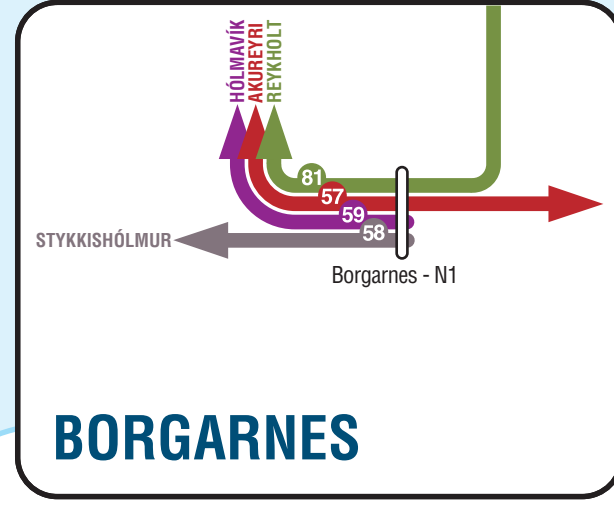 HÓLMAVÍK
AKUREYRI
REYKHOLT
81
57
59
58
STYKKISHÓLMUR
Borgarnes - N1
BORGARNES